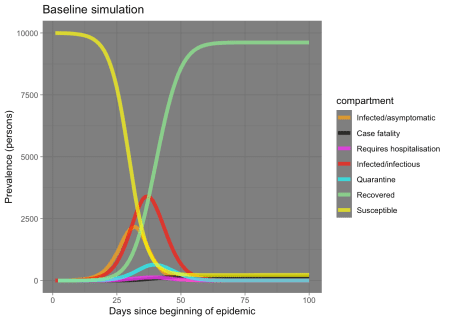 Baseline simulation
10000
7500
5000
2500
0
Prevalence (persons)
0
25
50
75
100
Days since beginning of epidemic
compartment
Infected/asymptomatic
Case fatality
Requires hospitalisation
Infected/infectious
Quarantine
Recovered
Susceptible